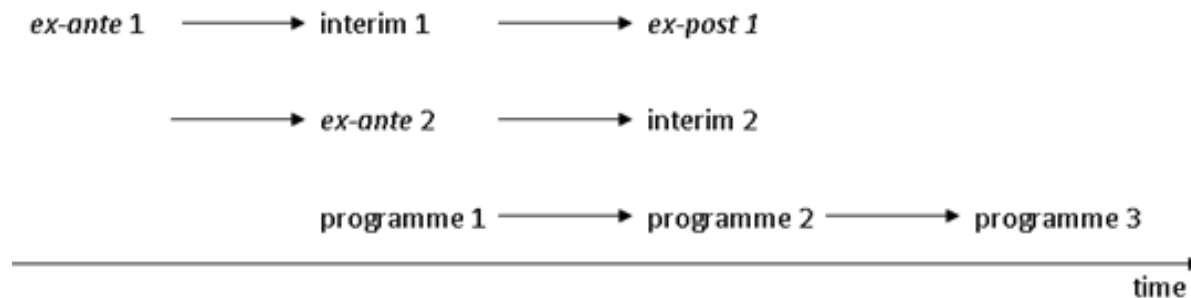 ex-ante 1 interim 1 ex-post 1
ex-ante 2 interim 2
programme 1 programme 2 programme 3
time